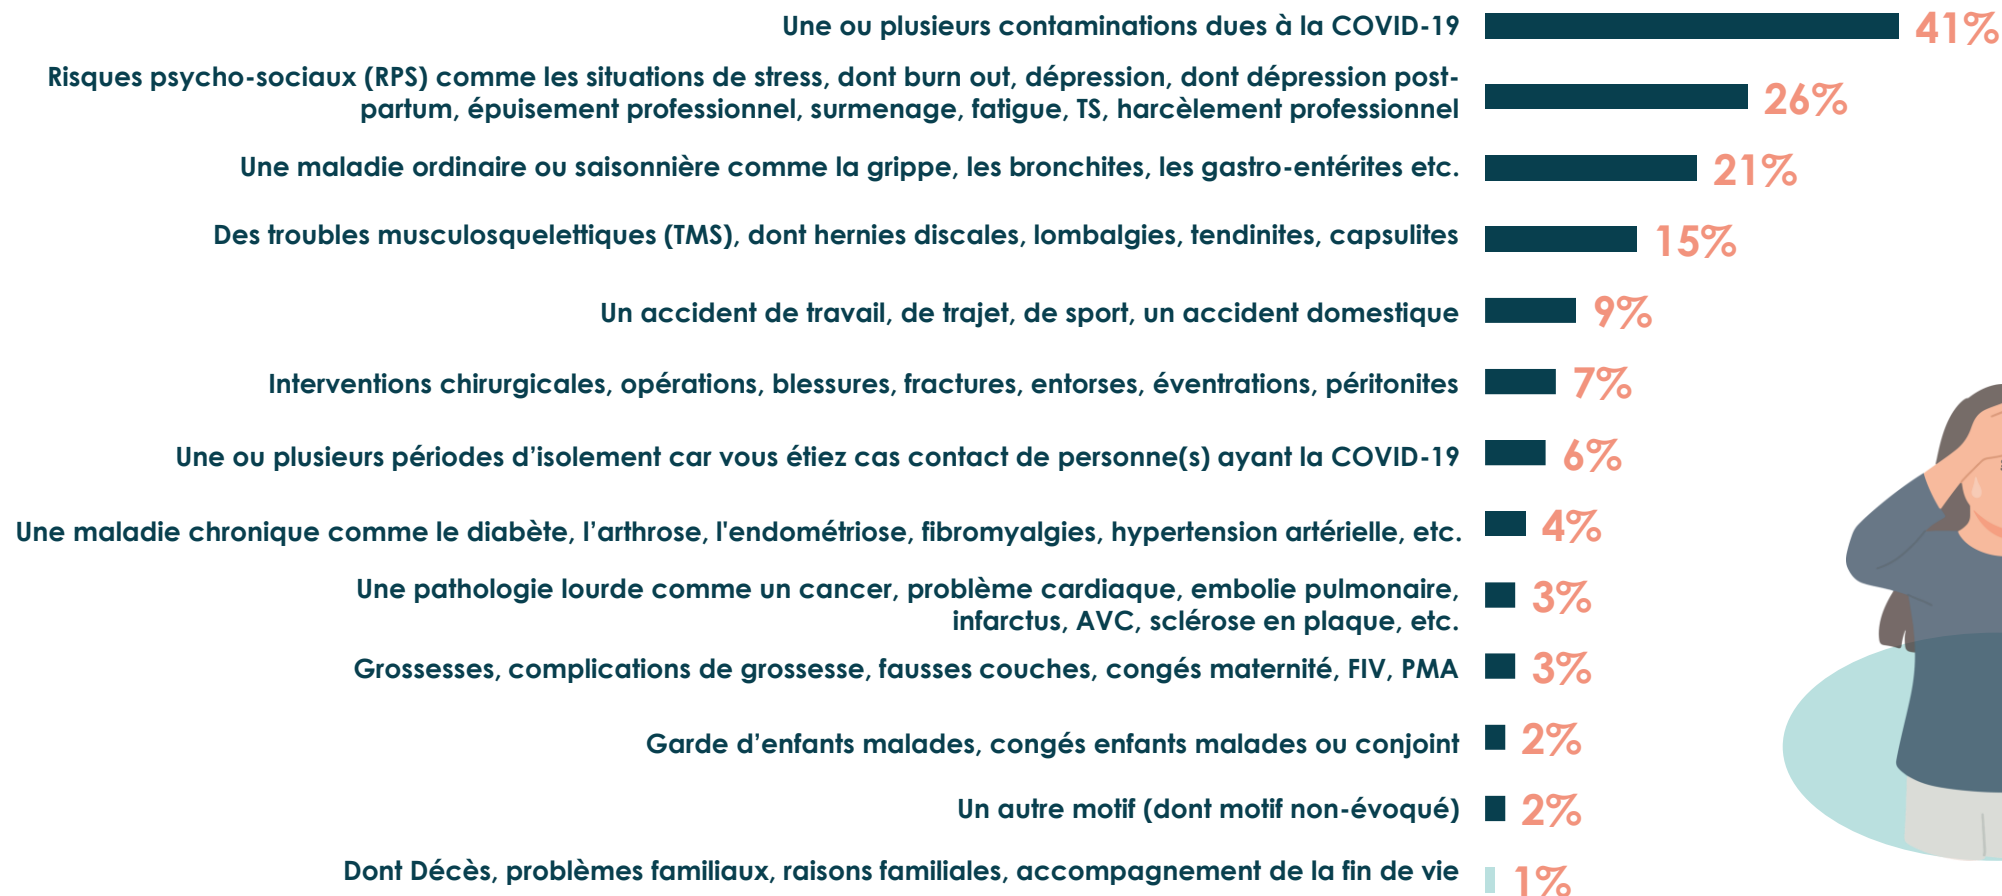 Une ou plusieurs contaminations dues à la COVID-19 41%
Risques psycho-sociaux (RPS) comme les situations de stress, dont burn out, dépression, dont dépression post-
partum, épuisement professionnel, surmenage, fatigue, TS, harcèlement professionnel 26%
Une maladie ordinaire ou saisonnière comme la grippe, les bronchites, les gastro-entérites etc. 21%
Des troubles musculosquelettiques (TMS), dont hernies discales, lombalgies, tendinites, capsulites 15%
Un accident de travail, de trajet, de sport, un accident domestique 9%
Interventions chirurgicales, opérations, blessures, fractures, entorses, éventrations, péritonites 7%
Une ou plusieurs périodes d’isolement car vous étiez cas contact de personne(s) ayant la COVID-19 6%
Une maladie chronique comme le diabète, l’arthrose, l'endométriose, fibromyalgies, hypertension artérielle, etc. 4%
Une pathologie lourde comme un cancer, problème cardiaque, embolie pulmonaire,
infarctus, AVC, sclérose en plaque, etc. 3%
Grossesses, complications de grossesse, fausses couches, congés maternité, FIV, PMA 3%
Garde d’enfants malades, congés enfants malades ou conjoint 2%
Un autre motif (dont motif non-évoqué) 2%
Dont Décès, problèmes familiaux, raisons familiales, accompagnement de la fin de vie 1%